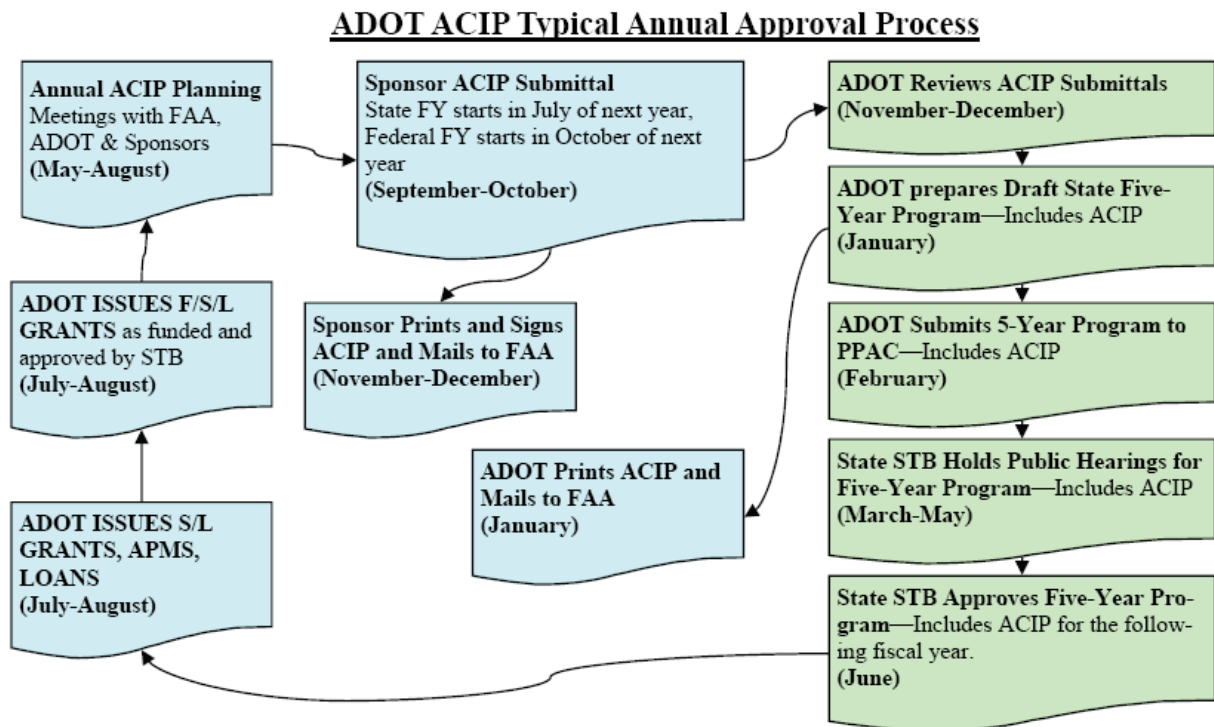 ADOT ACIP Typical Annual Approval Process
Annual ACIP Planning
Meetings with FAA,
ADOT & Sponsors
(May-August)
Sponsor ACIP Submittal
State FY starts in July of next year,
Federal FY starts in October of next
year
(September-October)
ADOT Reviews ACIP Submittals
(November-December)
ADOT prepares Draft State Five-
Year Program—Includes ACIP
(January)
ADOT ISSUES F/S/L
GRANTS as funded and
approved by STB
(July-August)
Sponsor Prints and Signs
ACIP and Mails to FAA
(November-December)
ADOT Submits 5-Year Program to
PPAC—Includes ACIP
(February)
ADOT Prints ACIP and
Mails to FAA
(January)
State STB Holds Public Hearings for
Five-Year Program—Includes ACIP
(March-May)
ADOT ISSUES S/L
GRANTS, APMS,
LOANS
(July-August)
State STB Approves Five-Year Pro-
gram—Includes ACIP for the follow-
ing fiscal year.
(June)